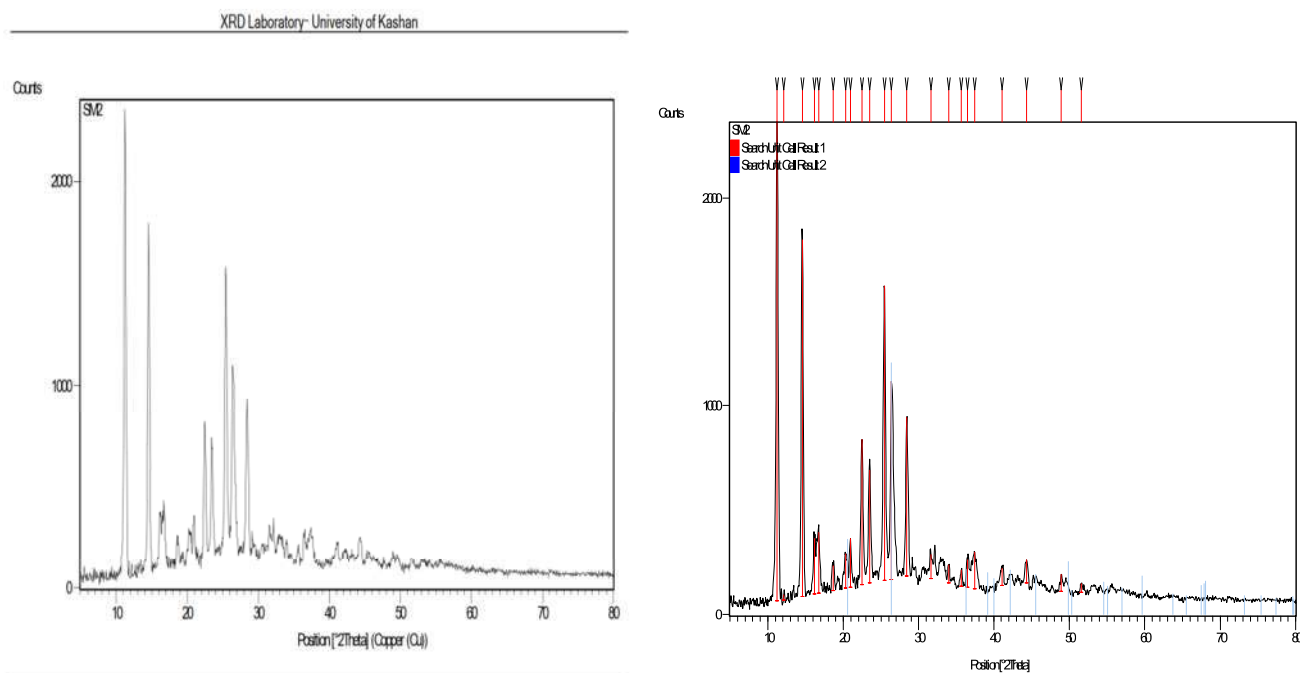 XRD Laboratory- University of Kashan
Counts
SM2
2000
1000
0
10 20 30 40 50 60 70 80
Position [°2Theta] (Copper (Cu))
Counts
SM2
Search Unit Cell Result 1
Search Unit Cell Result 2
2000
1000
0
10 20 30 40 50 60 70 80
Position [°2Theta]